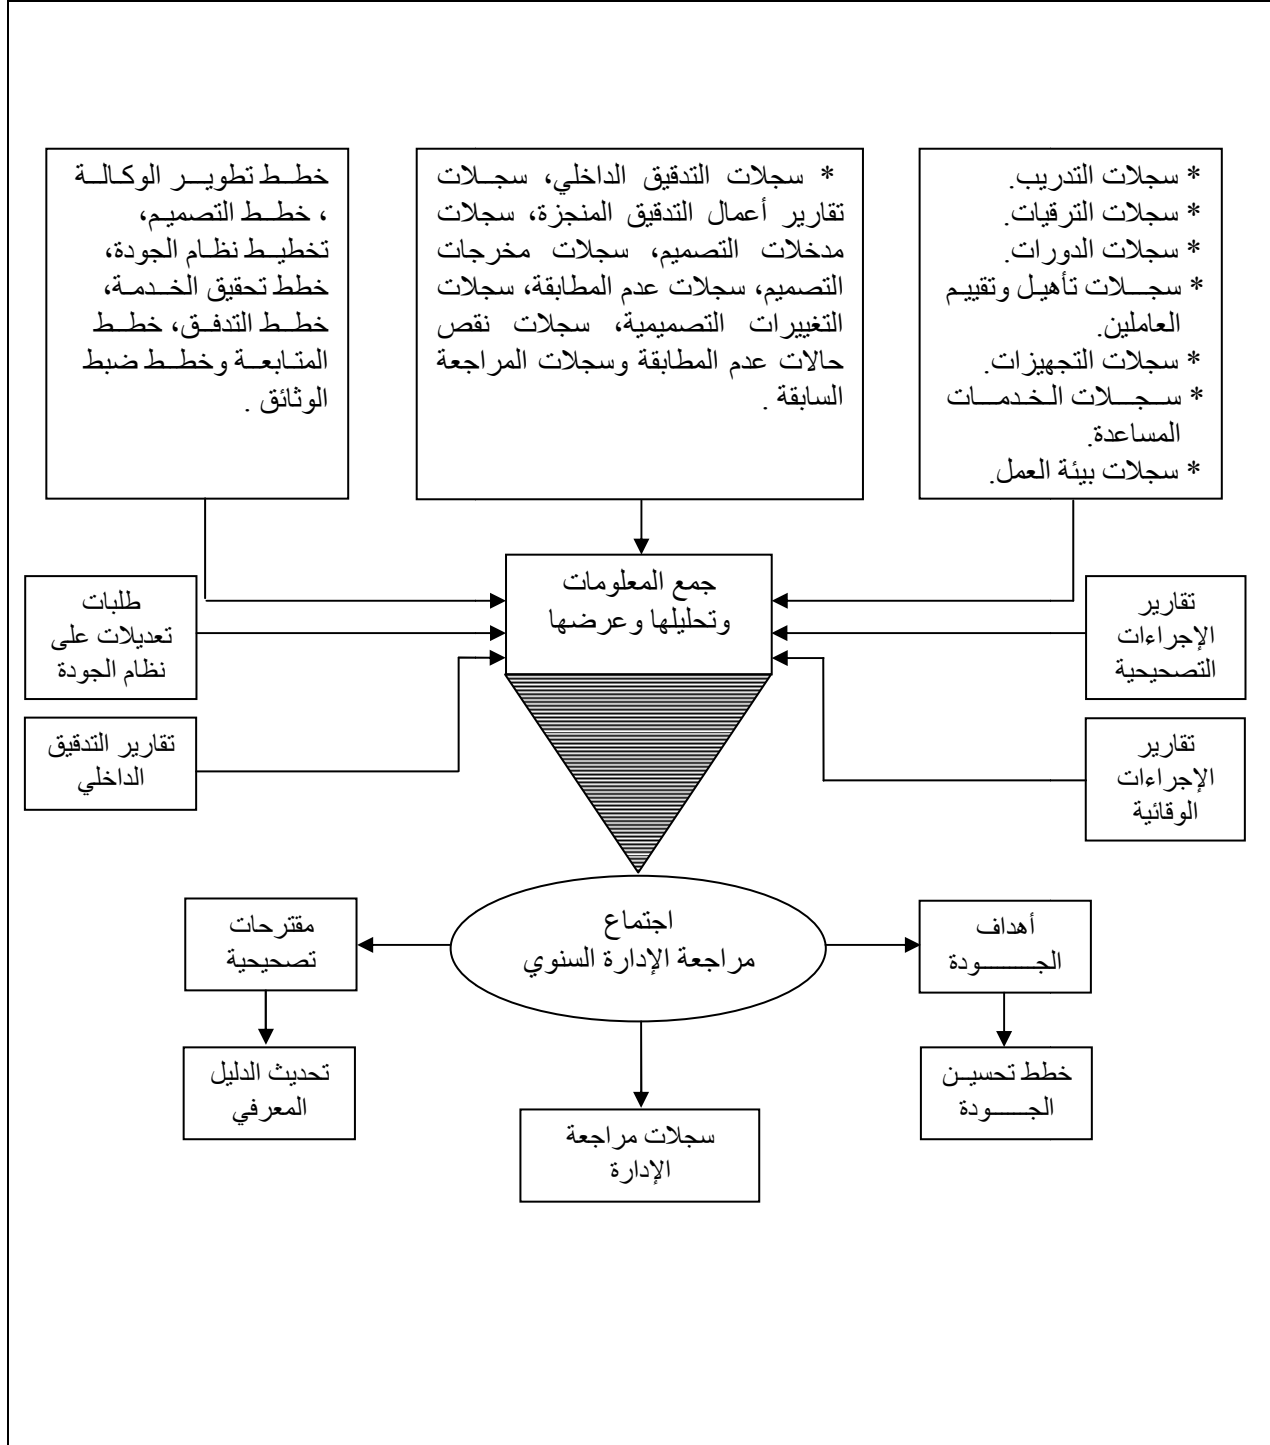 * سجلات التدريب.
* سجلات الترقيات.
* سجلات الدورات.
* سجلات تأهيل وتقييم
العاملين.
* سجلات التجهيزات.
* سجلات الخدمات
المساعدة.
* سجلات بيئة العمل.
* سجلات التدقيق الداخلي، سجلات
تقارير أعمال التدقيق المنجزة، سجلات
مدخلات التصميم، سجلات مخرجات
التصميم، سجلات عدم المطابقة، سجلات
التغييرات التصميمية، سجلات نقص
حالات عدم المطابقة وسجلات المراجعة
السابقة .
خطط تطوير الوكالة
، خطط التصميم،
تخطيط نظام الجودة،
خطط تحقيق الخدمة،
خطط التدفق، خطط
المتابعة وخطط ضبط
الوثائق .
جمع المعلومات
وتحليلها وعرضها
تقارير
الإجراءات
التصحيحية
طلبات
تعديلات على
نظام الجودة
تقارير
الإجراءات
الوقائية
تقارير التدقيق
الداخلي
اجتماع
مراجعة الإدارة السنوي
أهداف
الجودة
مقترحات
تصحيحية
خطط تحسين
الجودة
تحديث الدليل
المعرفي
سجلات مراجعة
الإدارة